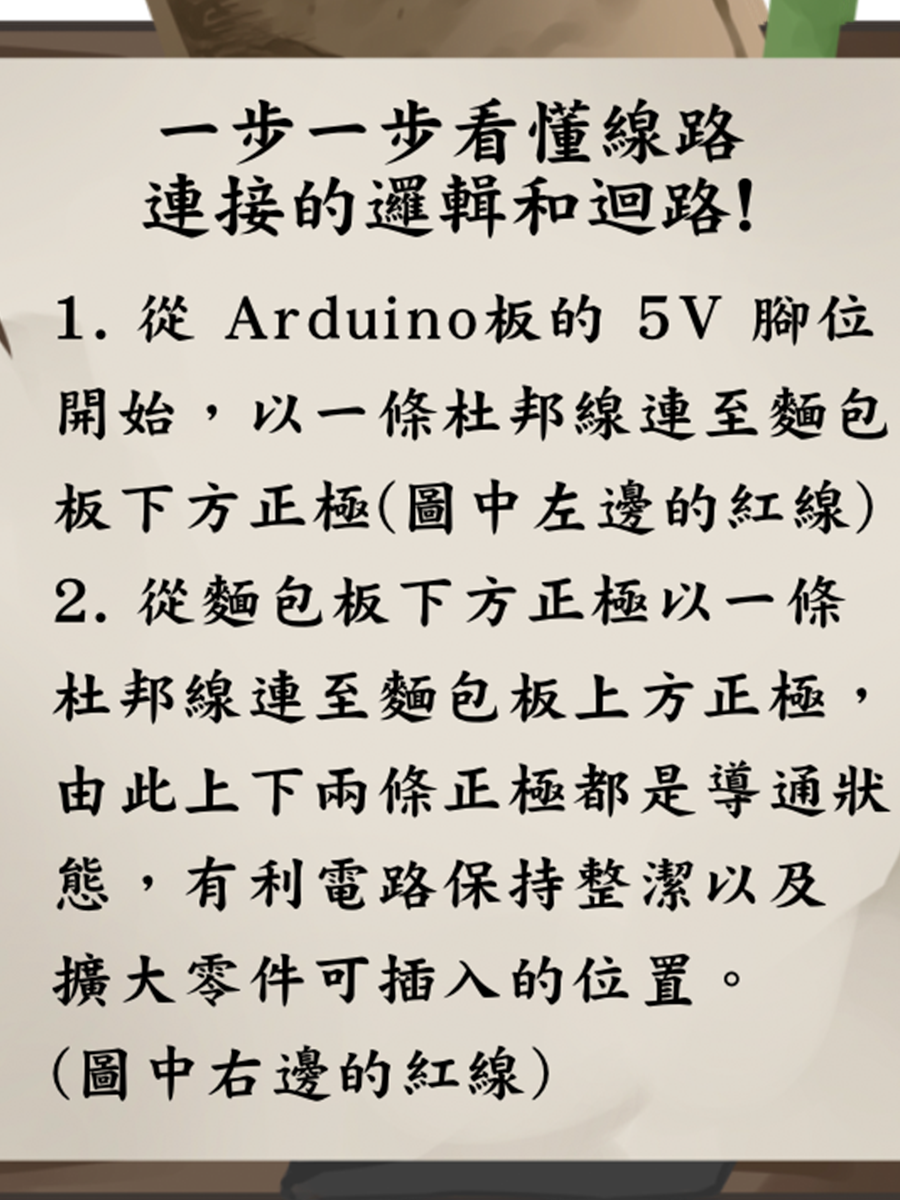 一步一步看懂線路
連接的邏輯和迴路!
1. 從 Arduino板的 5V 腳位
開始，以一條杜邦線連至麵包
板下方正極(圖中左邊的紅線)
2. 從麵包板下方正極以一條
杜邦線連至麵包板上方正極，
由此上下兩條正極都是導通狀
態，有利電路保持整潔以及
擴大零件可插入的位置。
(圖中右邊的紅線)